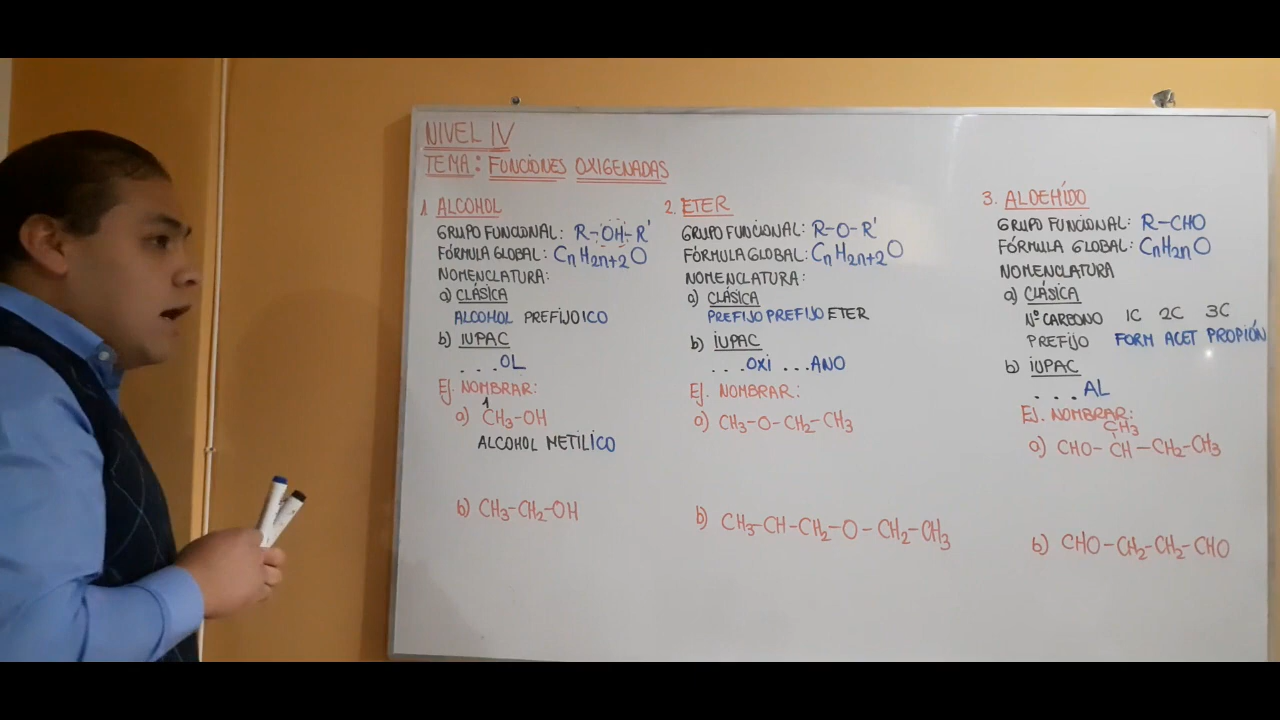 NIVEL IV
TEMA: FUNCIONES OXIGENADAS
1. ALCOHOL
GRUPO FUNCIONAL: R-OH-R'
FÓRMULA GLOBAL: CnH2n+2O
NOMENCLATURA:
a) CLÁSICA
ALCOHOL PREFIJOICO
b) IUPAC
...OL
EJ. NOMBRAR:
1
a) CH3-OH
ALCOHOL METILICO
b) CH3-CH2-OH
2. ETER
GRUPO FUNCIONAL: R-O-R'
FÓRMULA GLOBAL: CnH2n+2O
NOMENCLATURA:
a) CLÁSICA
PREFIJO PREFIJO ETER
b) IUPAC
...OXI ...ANO
EJ. NOMBRAR:
a) CH3-O-CH2-CH3
b) CH3-CH-CH2-O-CH2-CH3
3. ALDEHÍDO
GRUPO FUNCIONAL: R-CHO
FÓRMULA GLOBAL: CnH2nO
NOMENCLATURA
a) CLÁSICA
Nº CARBONO 1C 2C 3C
PREFIJO FORM ACET PROPIÓN
b) IUPAC
...AL
EJ. NOMBRAR:
CH3
a) CHO-CH-CH2-CH3
b) CHO-CH2-CH2-CHO